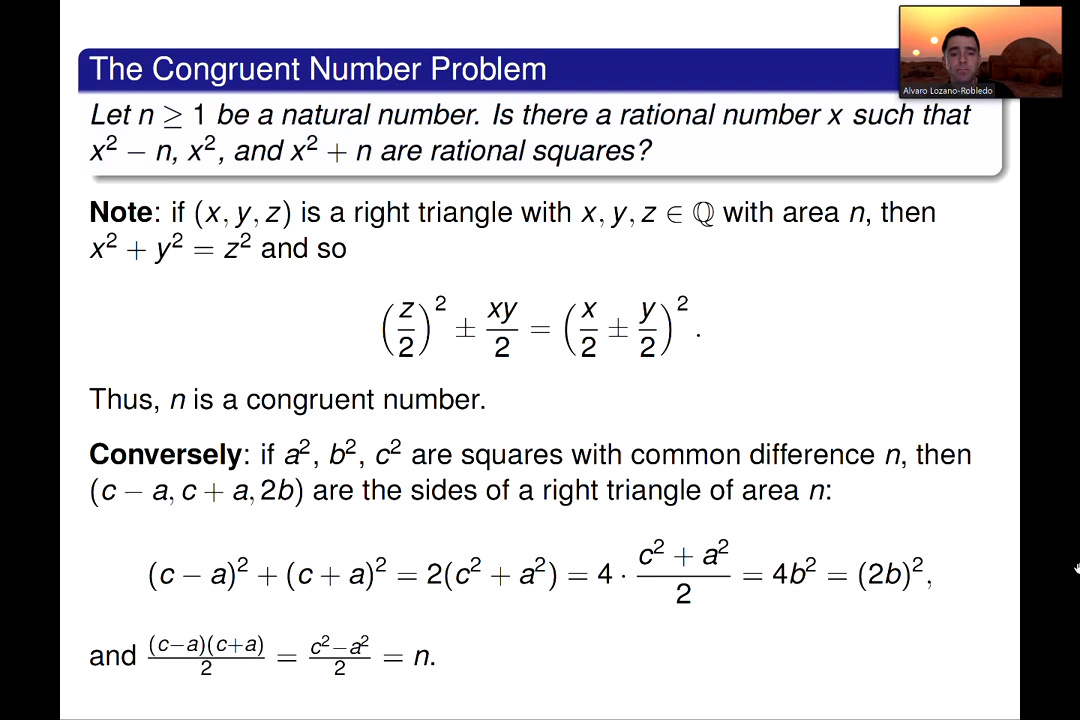 The Congruent Number Problem
Alvaro Lozano-Robledo
Let n ≥ 1 be a natural number. Is there a rational number x such that
x² − n, x², and x² + n are rational squares?
Note: if (x, y, z) is a right triangle with x, y, z ∈ ℚ with area n, then
x² + y² = z² and so
(z/2)² ± xy/2 = (x/2 ± y/2)².
Thus, n is a congruent number.
Conversely: if a², b², c² are squares with common difference n, then
(c − a, c + a, 2b) are the sides of a right triangle of area n:
(c − a)² + (c + a)² = 2(c² + a²) = 4 · (c² + a²)/2 = 4b² = (2b)²,
and (c−a)(c+a)/2 = (c²−a²)/2 = n.